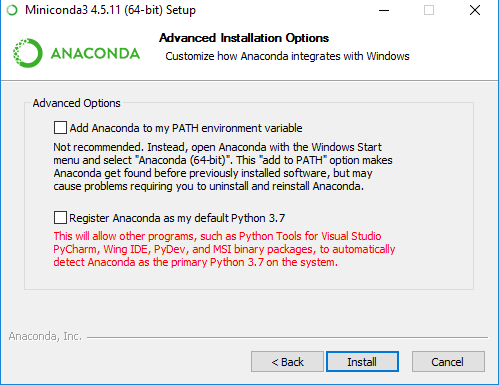 Miniconda3 4.5.11 (64-bit) Setup
ANACONDA
Advanced Installation Options
Customize how Anaconda integrates with Windows
Advanced Options
Add Anaconda to my PATH environment variable
Not recommended. Instead, open Anaconda with the Windows Start
menu and select "Anaconda (64-bit)". This "add to PATH" option makes
Anaconda get found before previously installed software, but may
cause problems requiring you to uninstall and reinstall Anaconda.
Register Anaconda as my default Python 3.7
This will allow other programs, such as Python Tools for Visual Studio
PyCharm, Wing IDE, PyDev, and MSI binary packages, to automatically
detect Anaconda as the primary Python 3.7 on the system.
Anaconda, Inc.
< Back
Install
Cancel